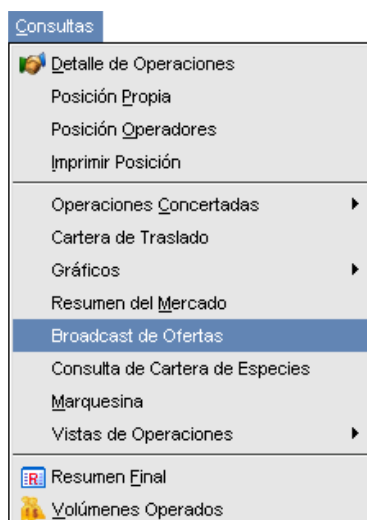 Consultas
Detalle de Operaciones
Posición Propia
Posición Operadores
Imprimir Posición
Operaciones Concertadas
Cartera de Traslado
Gráficos
Resumen del Mercado
Broadcast de Ofertas
Consulta de Cartera de Especies
Marquesina
Vistas de Operaciones
R Resumen Final
Volúmenes Operados